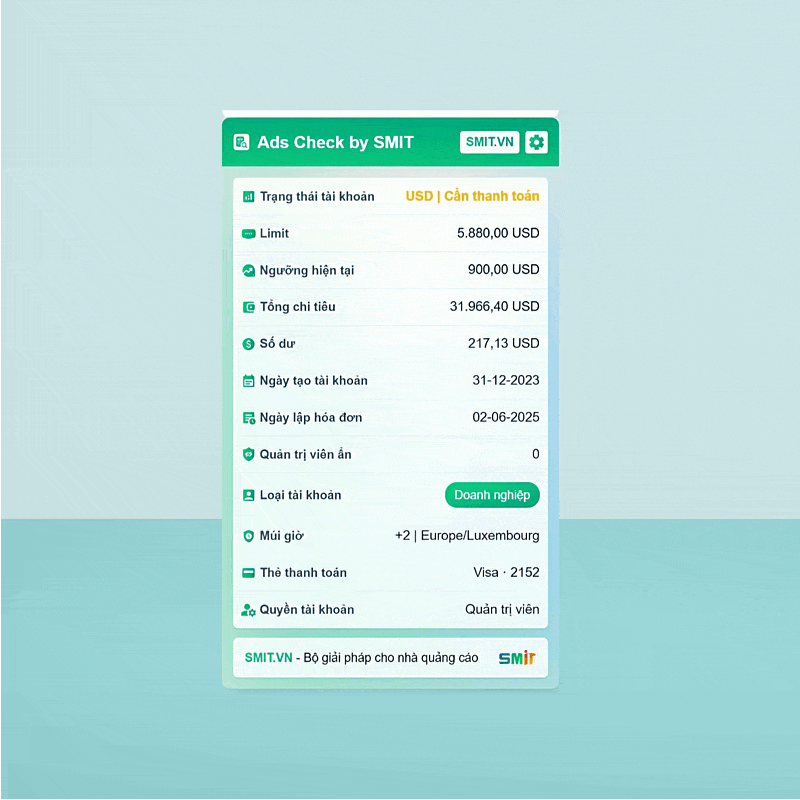 Ads Check by SMIT SMIT.VN
Trạng thái tài khoản USD | Cần thanh toán
Limit 5.880,00 USD
Ngưỡng hiện tại 900,00 USD
Tổng chi tiêu 31.966,40 USD
Số dư 217,13 USD
Ngày tạo tài khoản 31-12-2023
Ngày lập hóa đơn 02-06-2025
Quản trị viên ẩn 0
Loại tài khoản Doanh nghiệp
Múi giờ +2 | Europe/Luxembourg
Thẻ thanh toán Visa · 2152
Quyền tài khoản Quản trị viên
SMIT.VN - Bộ giải pháp cho nhà quảng cáo SMIT